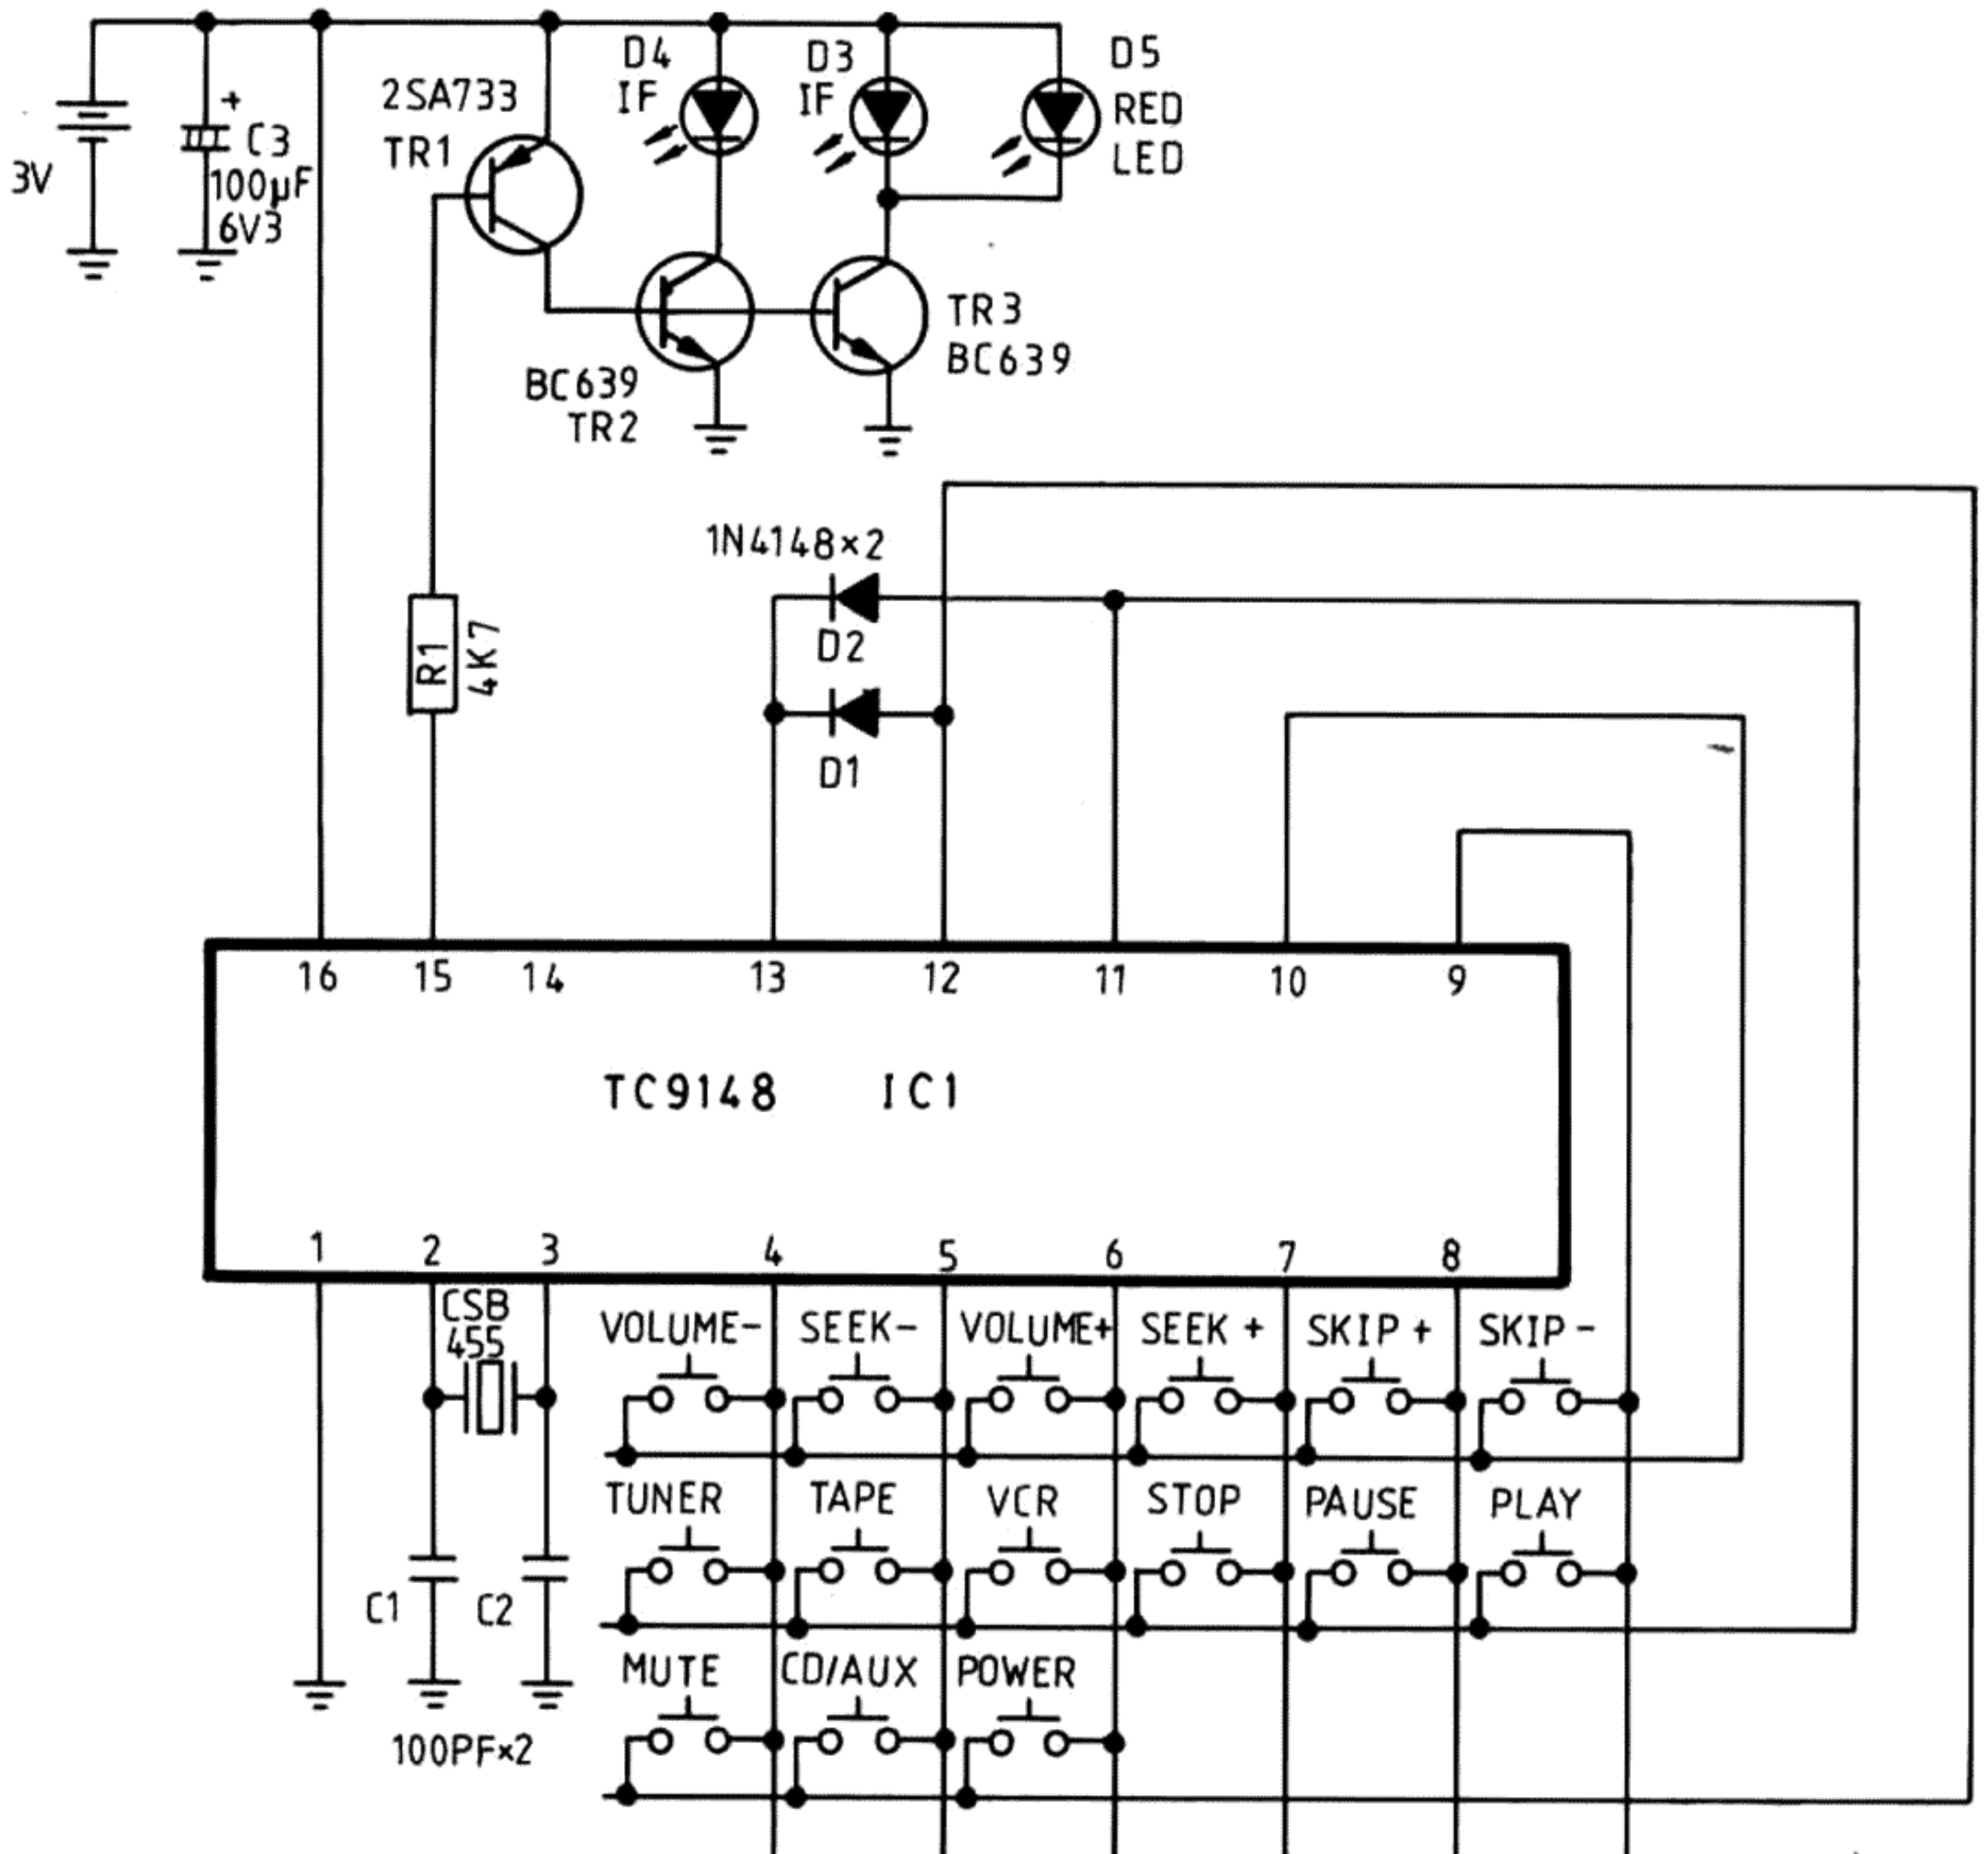 3V
+
C3
100µF
6V3
2SA733
TR1
D4
IF
D3
IF
D5
RED
LED
BC639
TR2
TR3
BC639
R1
4K7
1N4148×2
D2
D1
16 15 14 13 12 11 10 9
TC9148 IC1
1 2 3 4 5 6 7 8
CSB
455
VOLUME- SEEK- VOLUME+ SEEK + SKIP + SKIP -
TUNER TAPE VCR STOP PAUSE PLAY
C1 C2
MUTE CD/AUX POWER
100PF×2